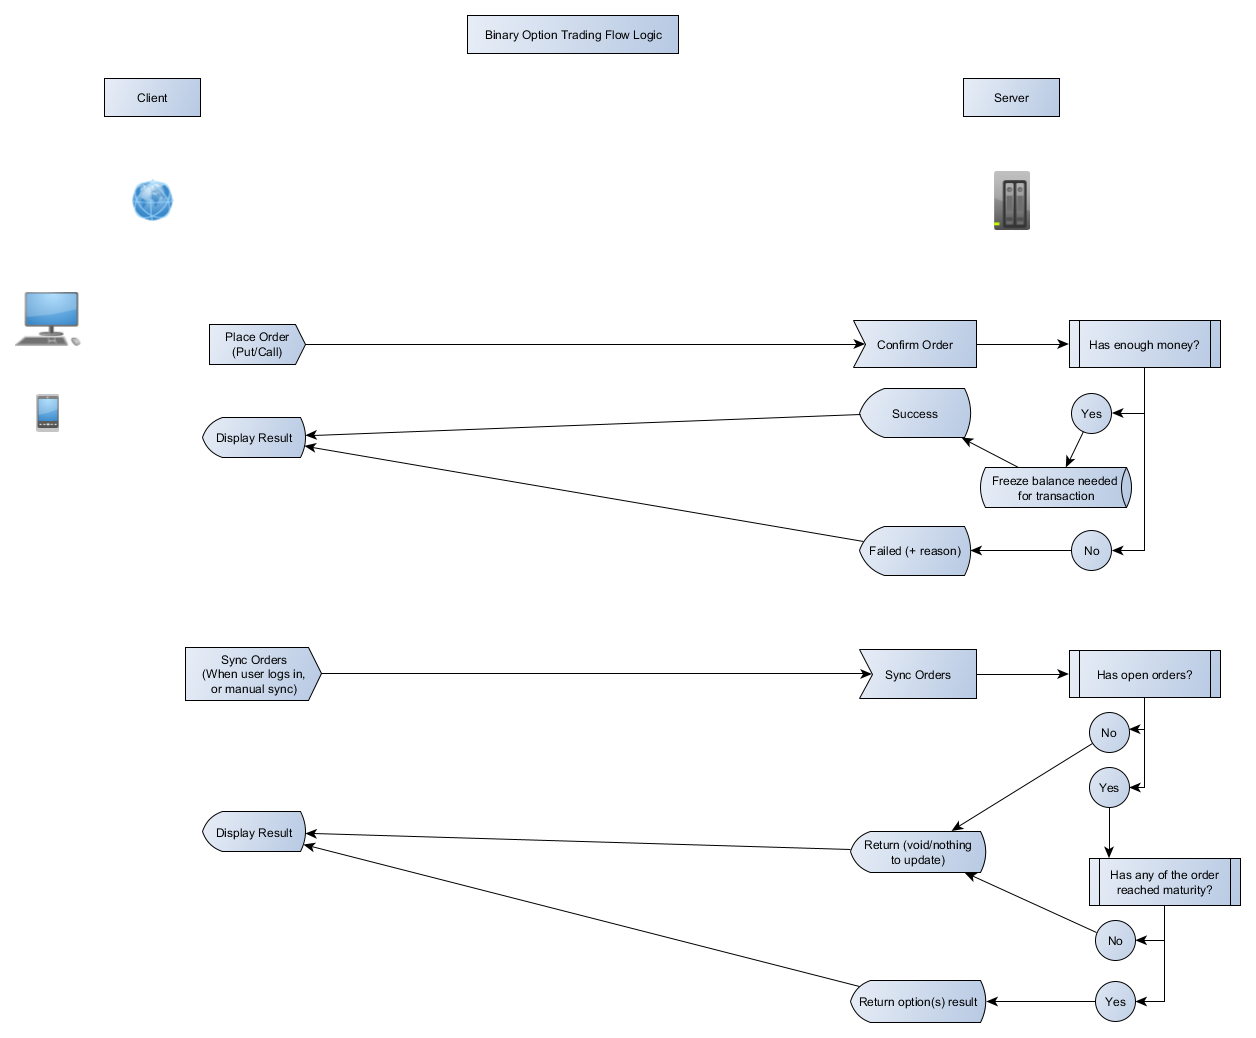 Binary Option Trading Flow Logic
Client
Server
Place Order
(Put/Call)
Confirm Order
Has enough money?
Success
Yes
Display Result
Freeze balance needed
for transaction
Failed (+ reason)
No
Sync Orders
(When user logs in,
or manual sync)
Sync Orders
Has open orders?
No
Yes
Display Result
Return (void/nothing
to update)
Has any of the order
reached maturity?
No
Return option(s) result
Yes